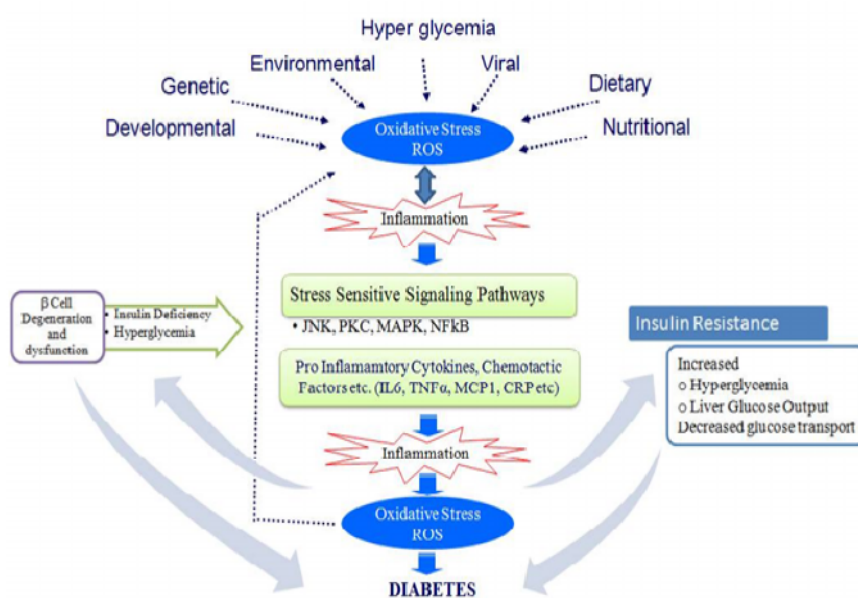 Hyper glycemia
Environmental
Viral
Genetic
Dietary
Developmental
Nutritional
Oxidative Stress
ROS
Inflammation
Stress Sensitive Signaling Pathways
• JNK, PKC, MAPK, NFkB
β Cell
Degeneration
and
dysfunction
• Insulin Deficiency
• Hyperglycemia
Pro Inflamamtory Cytokines, Chemotactic
Factors etc. (IL6, TNFα, MCP1, CRP etc)
Insulin Resistance
Increased
o Hyperglycemia
o Liver Glucose Output
Decreased glucose transport
Inflammation
Oxidative Stress
ROS
DIABETES